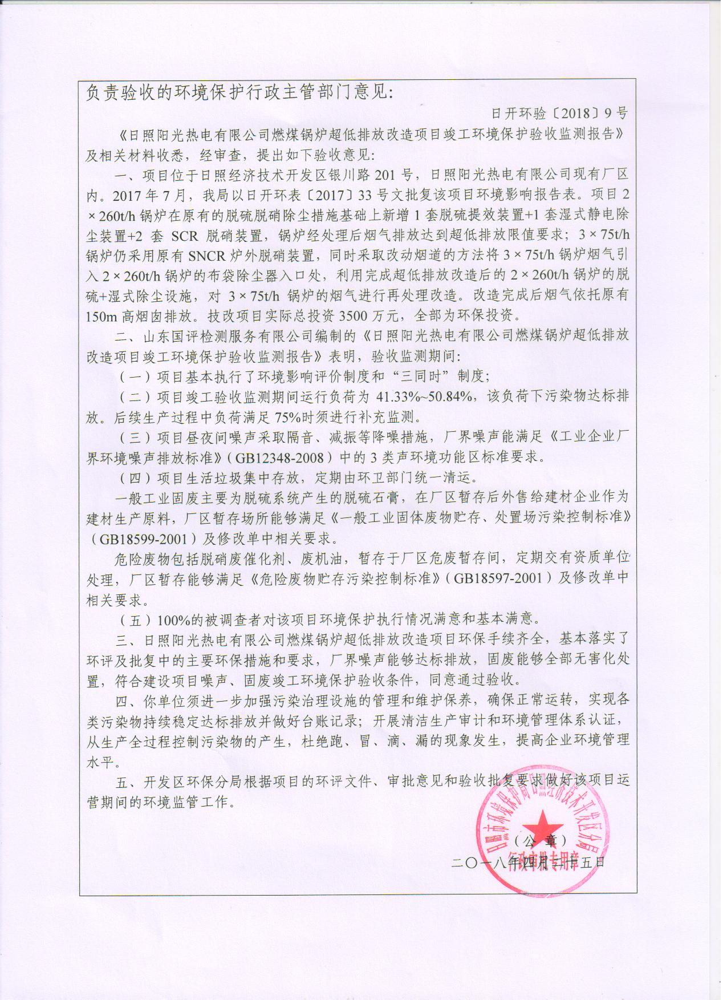 负责验收的环境保护行政主管部门意见：
日开环验〔2018〕9号
《日照阳光热电有限公司燃煤锅炉超低排放改造项目竣工环境保护验收监测报告》
及相关材料收悉，经审查，提出如下验收意见：
一、项目位于日照经济技术开发区银川路201号，日照阳光热电有限公司现有厂区
内。2017年7月，我局以日开环表〔2017〕33号文批复该项目环境影响报告表。项目2
×260t/h锅炉在原有的脱硫脱硝除尘措施基础上新增1套脱硫提效装置+1套湿式静电除
尘装置+2 套 SCR 脱硝装置，锅炉经处理后烟气排放达到超低排放限值要求；3×75t/h
锅炉仍采用原有SNCR炉外脱硝装置，同时采取改动烟道的方法将3×75t/h锅炉烟气引
入2×260t/h锅炉的布袋除尘器入口处，利用完成超低排放改造后的2×260t/h锅炉的脱
硫+湿式除尘设施，对 3×75t/h 锅炉的烟气进行再处理改造。改造完成后烟气依托原有
150m高烟囱排放。技改项目实际总投资3500万元，全部为环保投资。
二、山东国评检测服务有限公司编制的《日照阳光热电有限公司燃煤锅炉超低排放
改造项目竣工环境保护验收监测报告》表明，验收监测期间：
（一）项目基本执行了环境影响评价制度和“三同时”制度；
（二）项目竣工验收监测期间运行负荷为 41.33%~50.84%，该负荷下污染物达标排
放。后续生产过程中负荷满足75%时须进行补充监测。
（三）项目昼夜间噪声采取隔音、减振等降噪措施，厂界噪声能满足《工业企业厂
界环境噪声排放标准》（GB12348-2008）中的3类声环境功能区标准要求。
（四）项目生活垃圾集中存放，定期由环卫部门统一清运。
一般工业固废主要为脱硫系统产生的脱硫石膏，在厂区暂存后外售给建材企业作为
建材生产原料，厂区暂存场所能够满足《一般工业固体废物贮存、处置场污染控制标准》
（GB18599-2001）及修改单中相关要求。
危险废物包括脱硝废催化剂、废机油，暂存于厂区危废暂存间，定期交有资质单位
处理，厂区暂存能够满足《危险废物贮存污染控制标准》（GB18597-2001）及修改单中
相关要求。
（五）100%的被调查者对该项目环境保护执行情况满意和基本满意。
三、日照阳光热电有限公司燃煤锅炉超低排放改造项目环保手续齐全，基本落实了
环评及批复中的主要环保措施和要求，厂界噪声能够达标排放，固废能够全部无害化处
置，符合建设项目噪声、固废竣工环境保护验收条件，同意通过验收。
四、你单位须进一步加强污染治理设施的管理和维护保养，确保正常运转，实现各
类污染物持续稳定达标排放并做好台账记录；开展清洁生产审计和环境管理体系认证，
从生产全过程控制污染物的产生，杜绝跑、冒、滴、漏的现象发生，提高企业环境管理
水平。
五、开发区环保分局根据项目的环评文件、审批意见和验收批复要求做好该项目运
营期间的环境监管工作。
日照市环境保护局日照经济技术开发区分局
（公 章）
行政审批专用章
二〇一八年四月二十五日